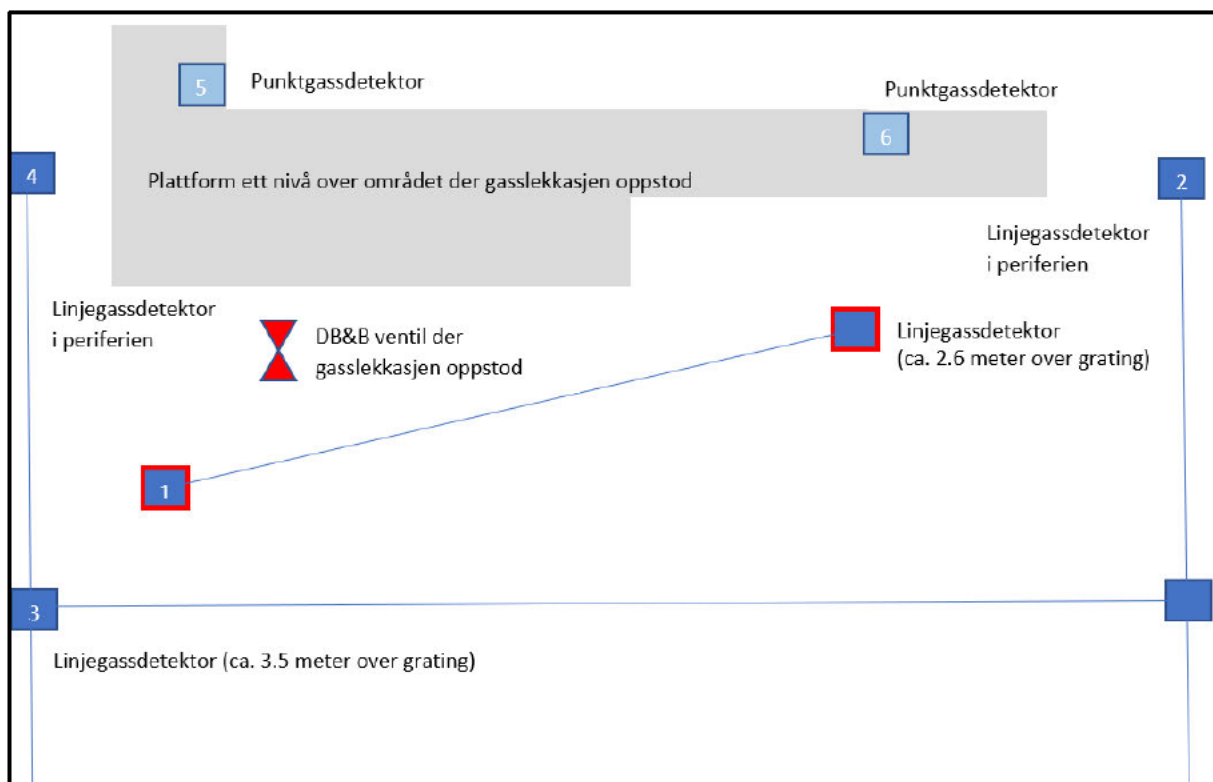 5
Punktgassdetektor
Punktgassdetektor
6
4
Plattform ett nivå over området der gasslekkasjen oppstod
2
Linjegassdetektor
i periferien
Linjegassdetektor
i periferien
DB&B ventil der
gasslekkasjen oppstod
Linjegassdetektor
(ca. 2.6 meter over grating)
1
3
Linjegassdetektor (ca. 3.5 meter over grating)